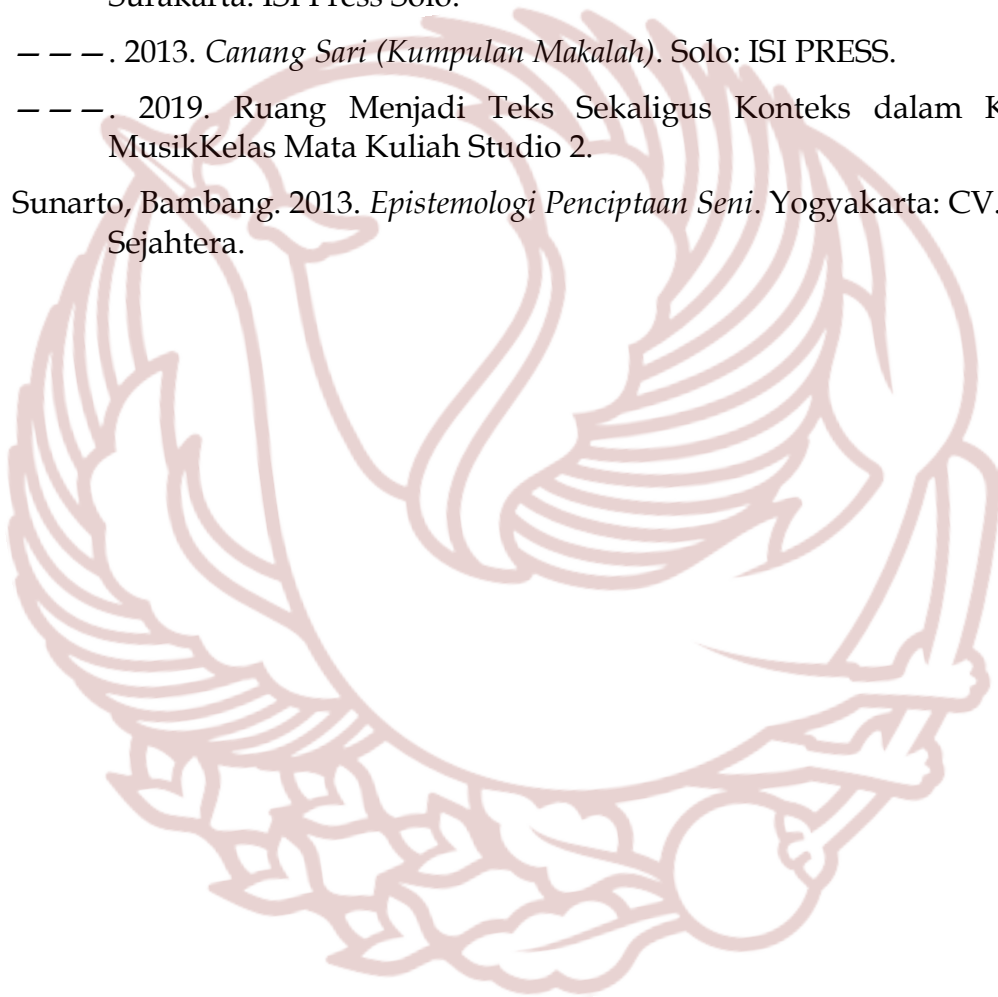 Surakarta: ISI Press Solo.
— — —. 2013. Canang Sari (Kumpulan Makalah). Solo: ISI PRESS.
— — —. 2019. Ruang Menjadi Teks Sekaligus Konteks dalam
MusikKelas Mata Kuliah Studio 2.
Sunarto, Bambang. 2013. Epistemologi Penciptaan Seni. Yogyakarta: CV.
Sejahtera.